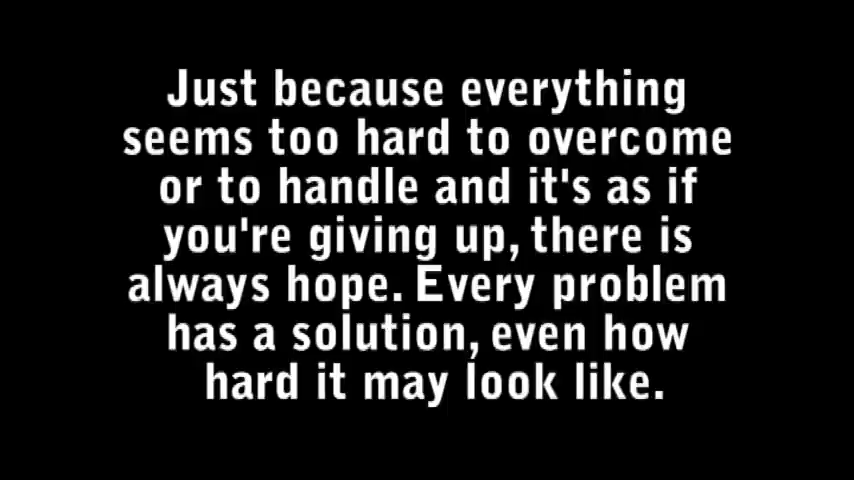 Just because everything
seems too hard to overcome
or to handle and it's as if
you're giving up, there is
always hope. Every problem
has a solution, even how
hard it may look like.